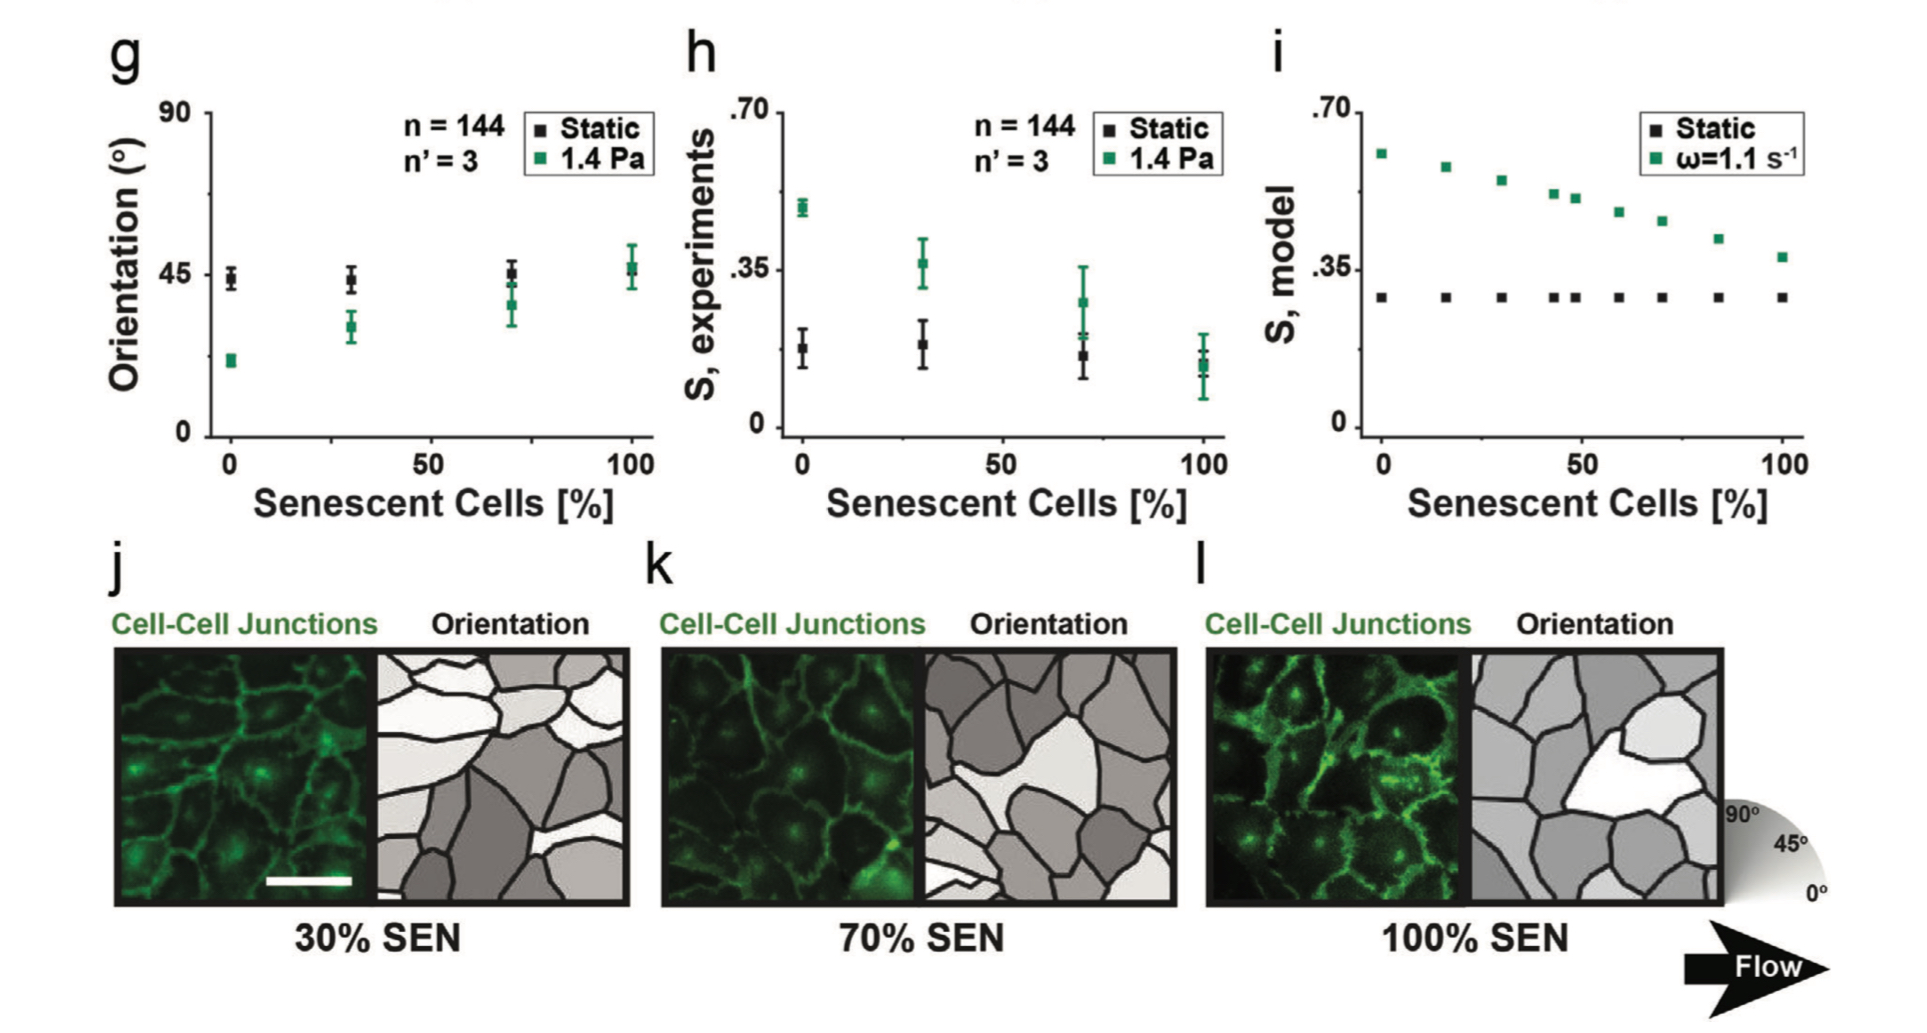 g
90
45
0
Orientation (°)
n = 144
n' = 3
Static
1.4 Pa
0 50 100
Senescent Cells [%]
h
.70
.35
0
S, experiments
n = 144
n' = 3
Static
1.4 Pa
0 50 100
Senescent Cells [%]
i
.70
.35
0
S, model
Static
ω=1.1 s⁻¹
0 50 100
Senescent Cells [%]
j
Cell-Cell Junctions Orientation
30% SEN
k
Cell-Cell Junctions Orientation
70% SEN
l
Cell-Cell Junctions Orientation
100% SEN
90°
45°
0°
Flow